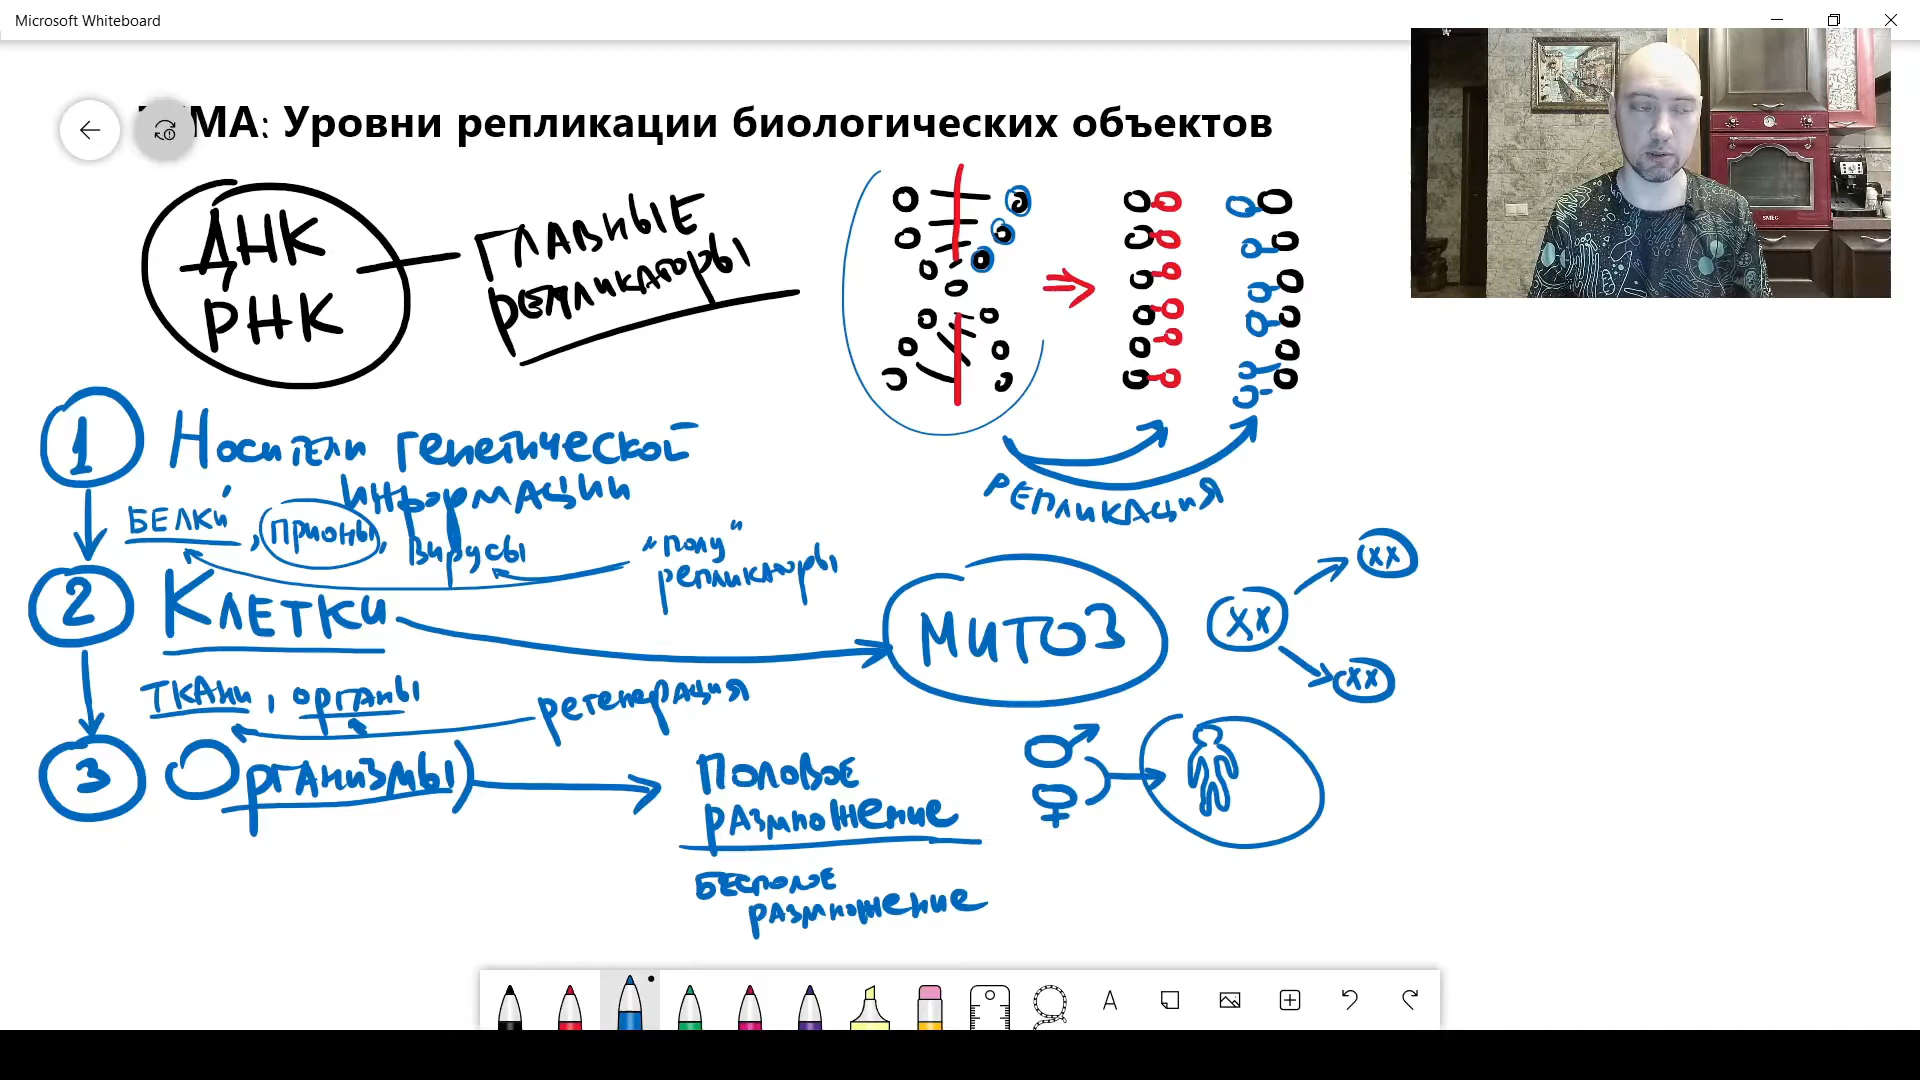 Microsoft Whiteboard
МА: Уровни репликации биологических объектов
ДНК
РНК
ГЛАВНЫЕ
РЕПЛИКАТОРЫ
РЕПЛИКАЦИЯ
1 Носители генетической
информации
БЕЛКИ, Прионы, Вирусы
"Полу"
репликаторы
2 КЛЕТКИ
МИТОЗ
XX
XX
XX
ТКАНИ, органы
регенерация
3 Организмы
ПОЛОВОЕ
РАЗМНОЖЕНИЕ
БЕСПОЛОЕ
РАЗМНОЖЕНИЕ